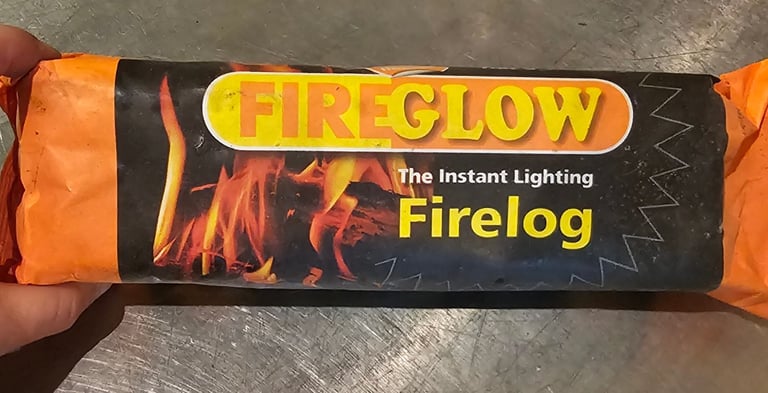 FIREGLOW
The Instant Lighting
Firelog